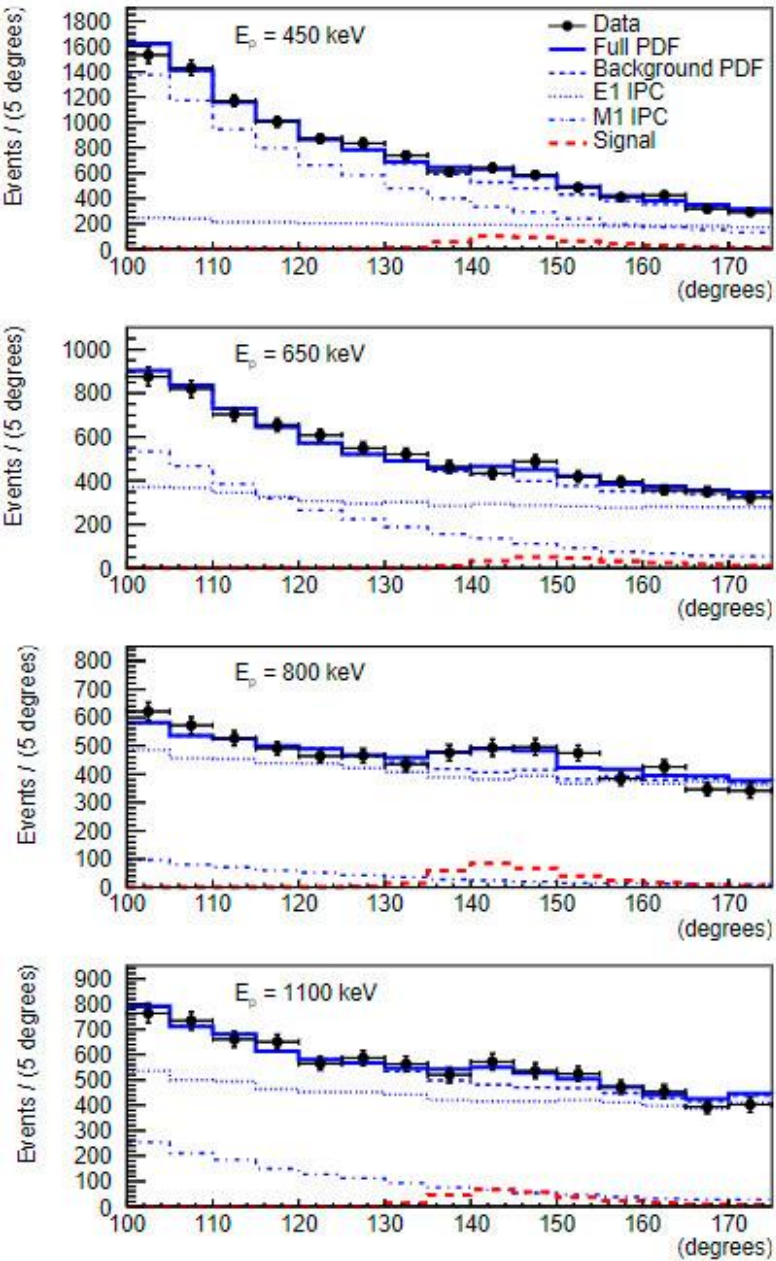 Events / (5 degrees)
1800
1600
1400
1200
1000
800
600
400
200
0
E_p = 450 keV
Data
Full PDF
Background PDF
E1 IPC
M1 IPC
Signal
100 110 120 130 140 150 160 170
(degrees)
Events / (5 degrees)
1000
800
600
400
200
0
E_p = 650 keV
100 110 120 130 140 150 160 170
(degrees)
Events / (5 degrees)
800
700
600
500
400
300
200
100
0
E_p = 800 keV
100 110 120 130 140 150 160 170
(degrees)
Events / (5 degrees)
900
800
700
600
500
400
300
200
100
0
E_p = 1100 keV
100 110 120 130 140 150 160 170
(degrees)